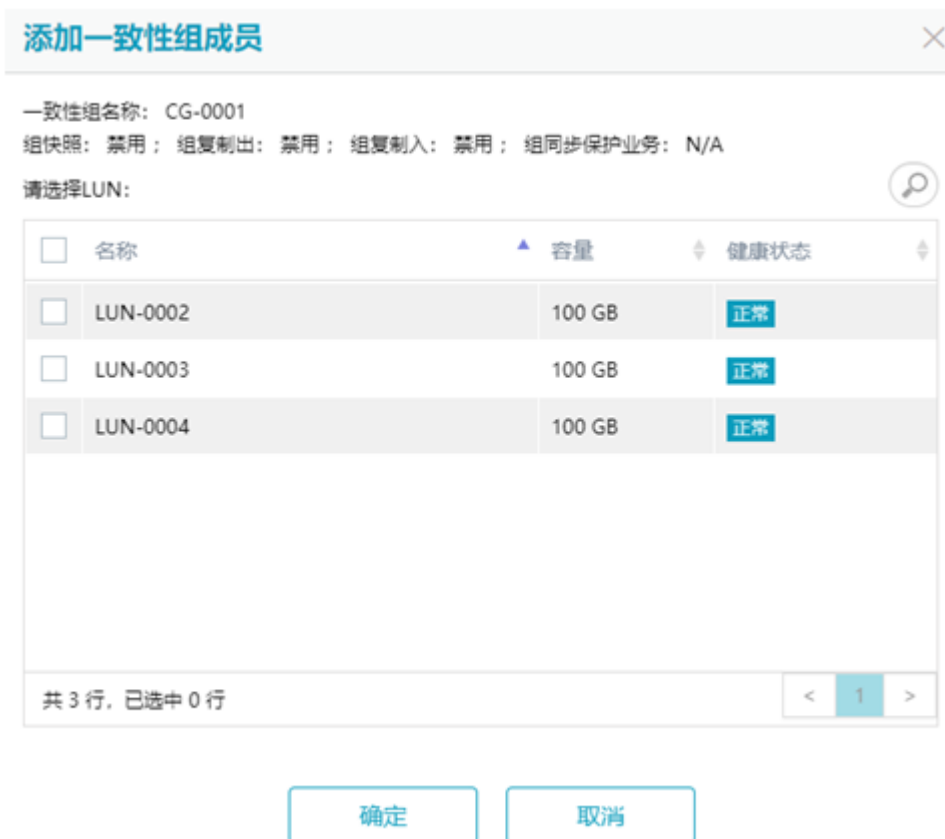 添加一致性组成员
一致性组名称： CG-0001
组快照： 禁用； 组复制出： 禁用； 组复制入： 禁用； 组同步保护业务： N/A
请选择LUN：
名称 容量 健康状态
LUN-0002 100 GB 正常
LUN-0003 100 GB 正常
LUN-0004 100 GB 正常
共 3 行, 已选中 0 行 < 1 >
确定 取消